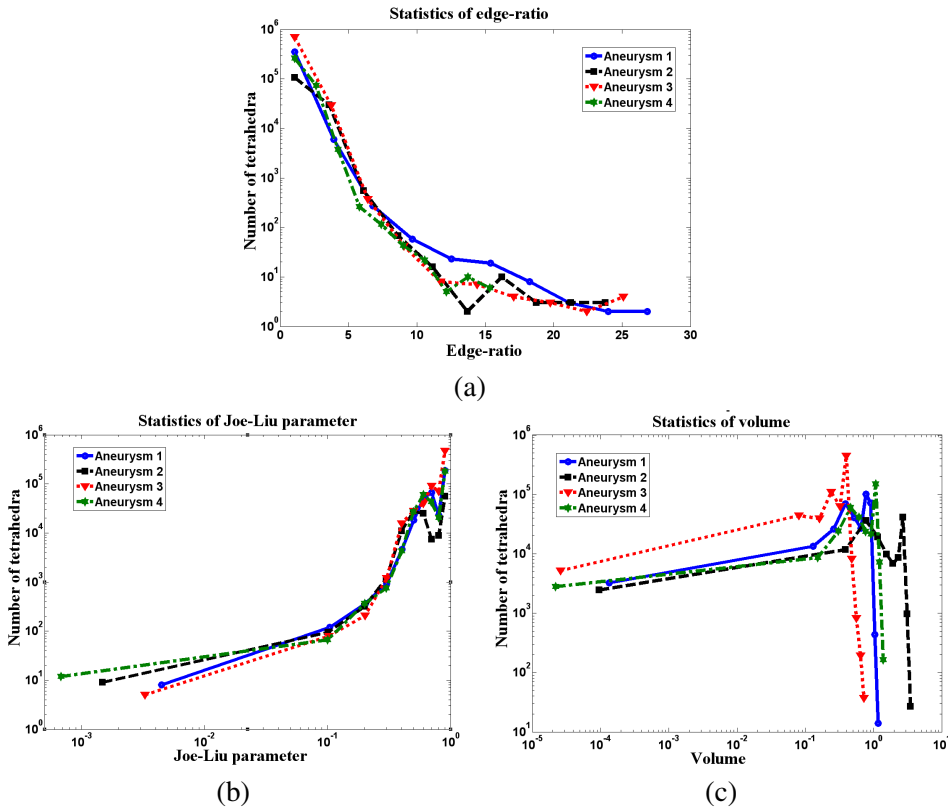 Statistics of edge-ratio
10^6
10^5
10^4
10^3
10^2
10^1
10^0
Number of tetrahedra
Aneurysm 1
Aneurysm 2
Aneurysm 3
Aneurysm 4
0 5 10 15 20 25 30
Edge-ratio
(a)
Statistics of Joe-Liu parameter
10^6
10^5
10^4
10^3
10^2
10^1
10^0
Number of tetrahedra
Aneurysm 1
Aneurysm 2
Aneurysm 3
Aneurysm 4
10^-3 10^-2 10^-1 10^0
Joe-Liu parameter
(b)
Statistics of volume
10^6
10^5
10^4
10^3
10^2
10^1
Number of tetrahedra
Aneurysm 1
Aneurysm 2
Aneurysm 3
Aneurysm 4
10^-5 10^-4 10^-3 10^-2 10^-1 10^0 10^1
Volume
(c)